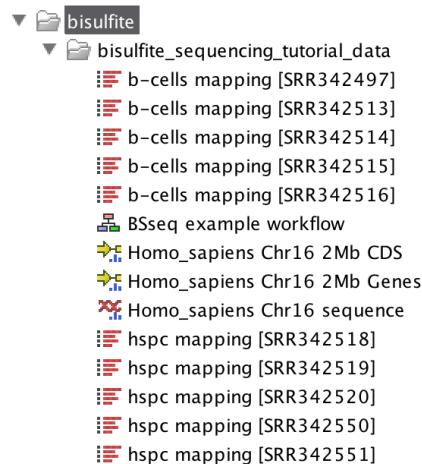 bisulfite
bisulfite_sequencing_tutorial_data
b-cells mapping [SRR342497]
b-cells mapping [SRR342513]
b-cells mapping [SRR342514]
b-cells mapping [SRR342515]
b-cells mapping [SRR342516]
BSseq example workflow
Homo_sapiens Chr16 2Mb CDS
Homo_sapiens Chr16 2Mb Genes
Homo_sapiens Chr16 sequence
hspc mapping [SRR342518]
hspc mapping [SRR342519]
hspc mapping [SRR342520]
hspc mapping [SRR342550]
hspc mapping [SRR342551]